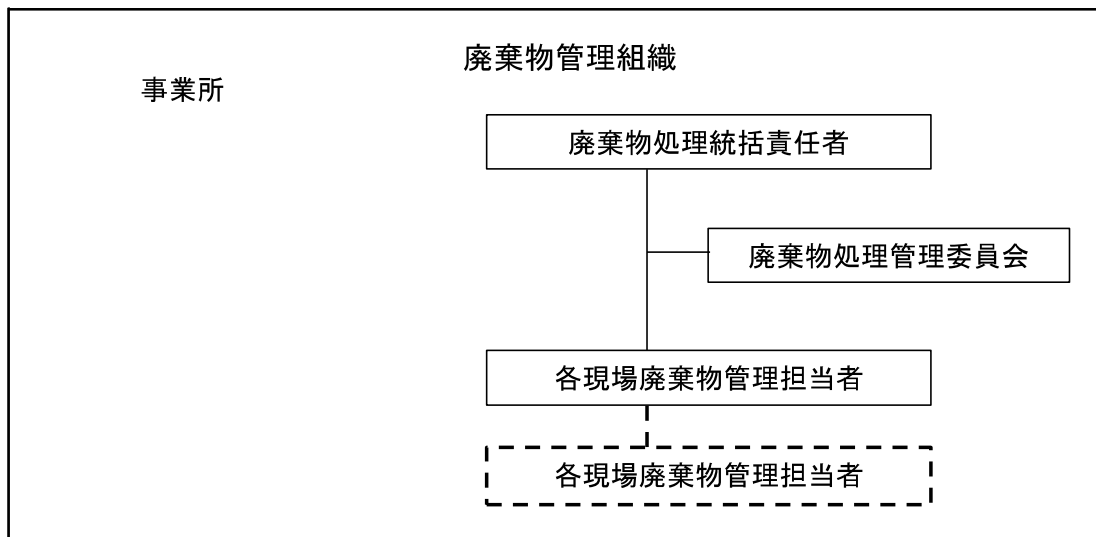 廃棄物管理組織
事業所
廃棄物処理統括責任者
廃棄物処理管理委員会
各現場廃棄物管理担当者
各現場廃棄物管理担当者